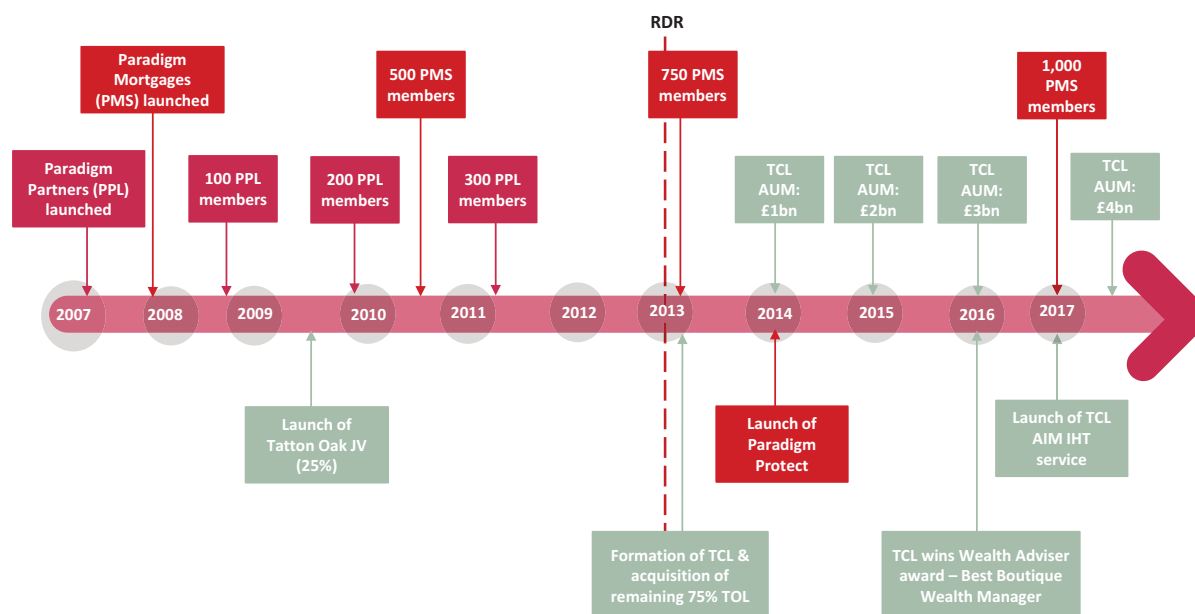 RDR
Paradigm
Mortgages
(PMS) launched
500 PMS
members
750 PMS
members
1,000
PMS
members
Paradigm
Partners (PPL)
launched
100 PPL
members
200 PPL
members
300 PPL
members
TCL
AUM:
£1bn
TCL
AUM:
£2bn
TCL
AUM:
£3bn
TCL
AUM:
£4bn
2007
2008
2009
2010
2011
2012
2013
2014
2015
2016
2017
Launch of
Tatton Oak JV
(25%)
Launch of
Paradigm
Protect
Launch of TCL
AIM IHT
service
Formation of TCL &
acquisition of
remaining 75% TOL
TCL wins Wealth Adviser
award – Best Boutique
Wealth Manager